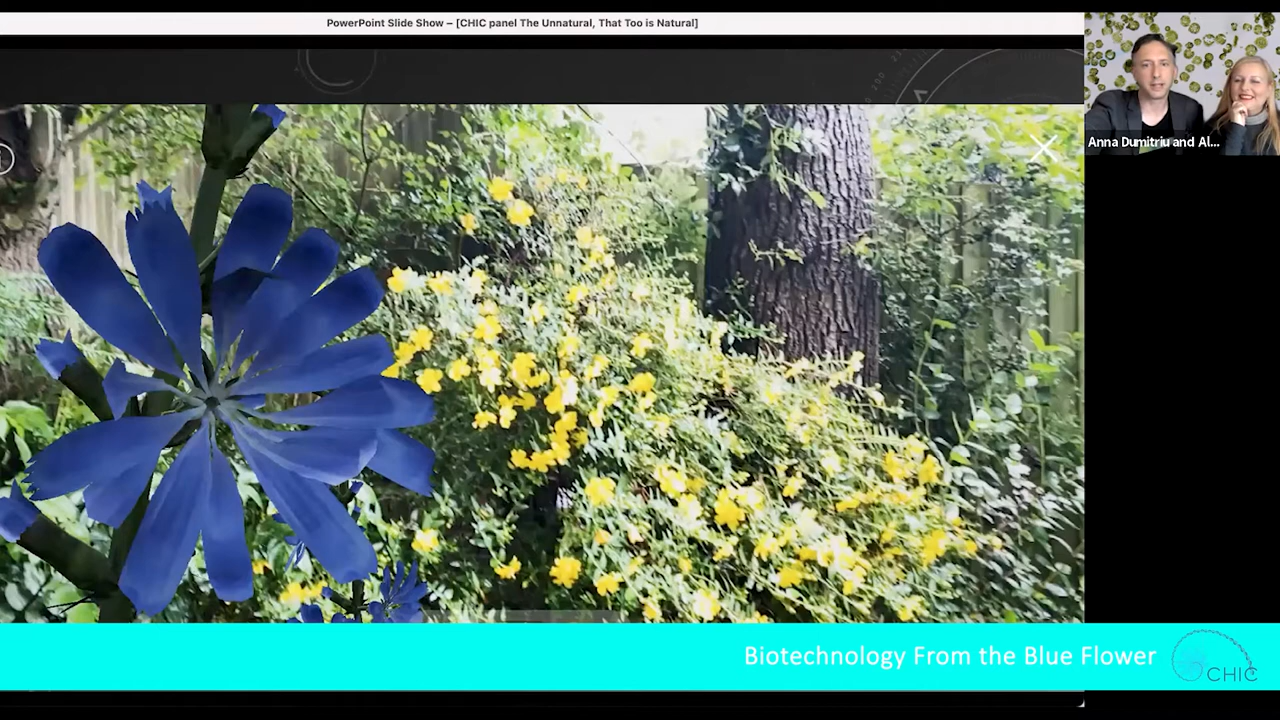 PowerPoint Slide Show – [CHIC panel The Unnatural, That Too is Natural]
Anna Dumitriu and Al...
Biotechnology From the Blue Flower
CHIC